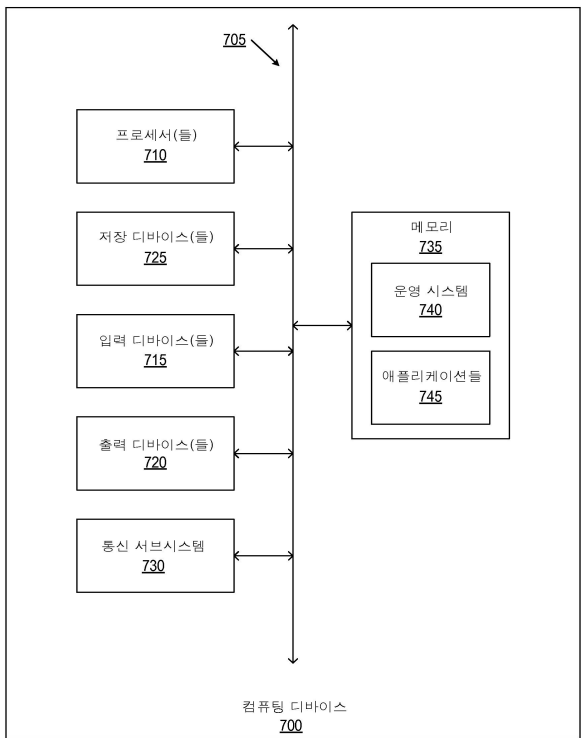 705
프로세서(들)
710
저장 디바이스(들)
725
입력 디바이스(들)
715
출력 디바이스(들)
720
통신 서브시스템
730
메모리
735
운영 시스템
740
애플리케이션들
745
컴퓨팅 디바이스
700